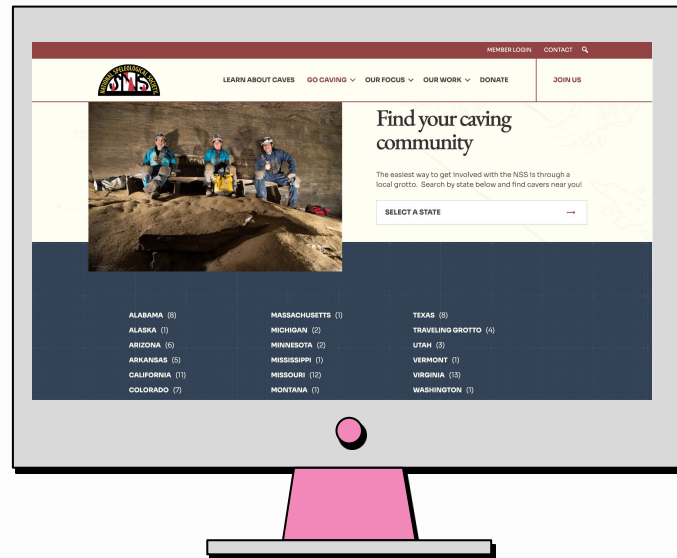 MEMBER LOGIN CONTACT
NATIONAL SPELEOLOGICAL SOCIETY
NSS
LEARN ABOUT CAVES GO CAVING OUR FOCUS OUR WORK DONATE JOIN US
Find your caving
community
The easiest way to get involved with the NSS is through a
local grotto. Search by state below and find cavers near you!
SELECT A STATE →
ALABAMA (8) MASSACHUSETTS (1) TEXAS (8)
ALASKA (1) MICHIGAN (2) TRAVELING GROTTO (4)
ARIZONA (6) MINNESOTA (2) UTAH (3)
ARKANSAS (5) MISSISSIPPI (1) VERMONT (1)
CALIFORNIA (11) MISSOURI (12) VIRGINIA (13)
COLORADO (7) MONTANA (1) WASHINGTON (1)